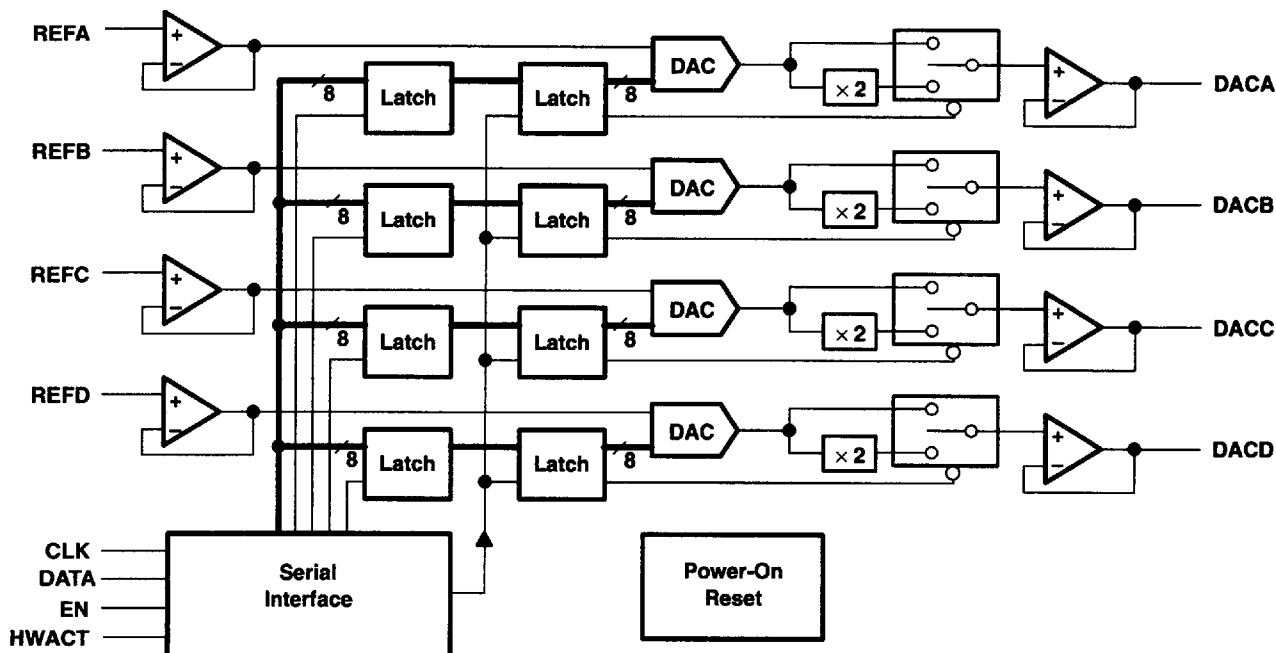 REFA
DAC
× 2
DACA
8
Latch
Latch
8
REFB
DAC
× 2
DACB
8
Latch
Latch
8
REFC
DAC
× 2
DACC
8
Latch
Latch
8
REFD
DAC
× 2
DACD
8
Latch
Latch
8
CLK
DATA
EN
HWACT
Serial
Interface
Power-On
Reset
+
−
+
−
+
−
+
−
+
−
+
−
+
−
+
−